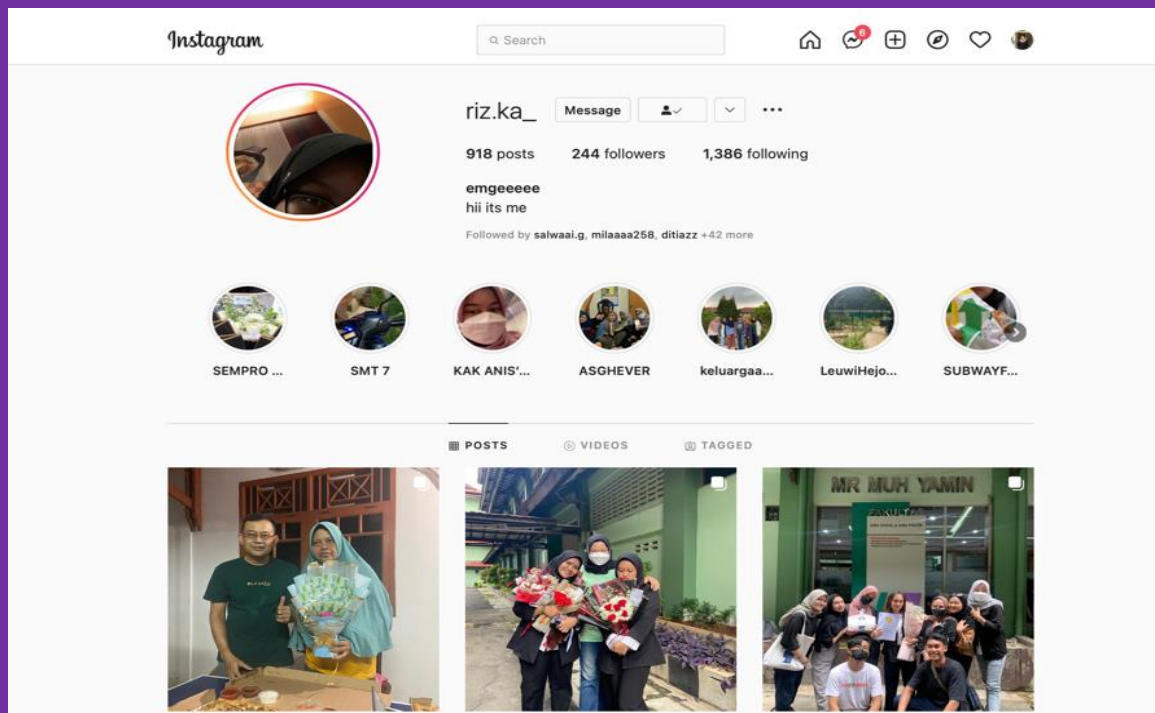 Instagram
Search
6
riz.ka_ Message
918 posts 244 followers 1,386 following
emgeeeee
hii its me
Followed by salwaai.g, milaaaa258, ditiazz +42 more
SEMPRO ... SMT 7 KAK ANIS'... ASGHEVER keluargaa... LeuwiHejo... SUBWAYF...
POSTS VIDEOS TAGGED
MR MUH. YAMIN
FAKULTAS